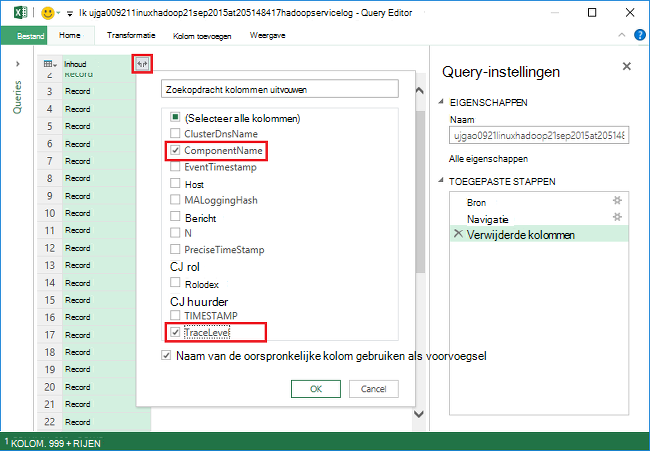 Ik ujga009211inuxhadoop21sep2015at205148417hadoopservicelog - Query Editor
Bestand Home Transformatie Kolom toevoegen Weergave
Queries
Inhoud
2 Record
3 Record
4 Record
5 Record
6 Record
7 Record
8 Record
9 Record
10 Record
11 Record
12 Record
13 Record
14 Record
15 Record
16 Record
17 Record
18 Record
19 Record
20 Record
21 Record
22 Record
Zoekopdracht kolommen uitvouwen
(Selecteer alle kolommen)
ClusterDnsName
ComponentName
EventTimestamp
Host
MALoggingHash
Bericht
N
PreciseTimeStamp
CJ rol
Rolodex
CJ huurder
TIMESTAMP
TraceLevel
Naam van de oorspronkelijke kolom gebruiken als voorvoegsel
OK Cancel
Query-instellingen
EIGENSCHAPPEN
Naam
ujgao0921linuxhadoop21sep2015at205148
Alle eigenschappen
TOEGEPASTE STAPPEN
Bron
Navigatie
Verwijderde kolommen
1 KOLOM. 999 + RIJEN